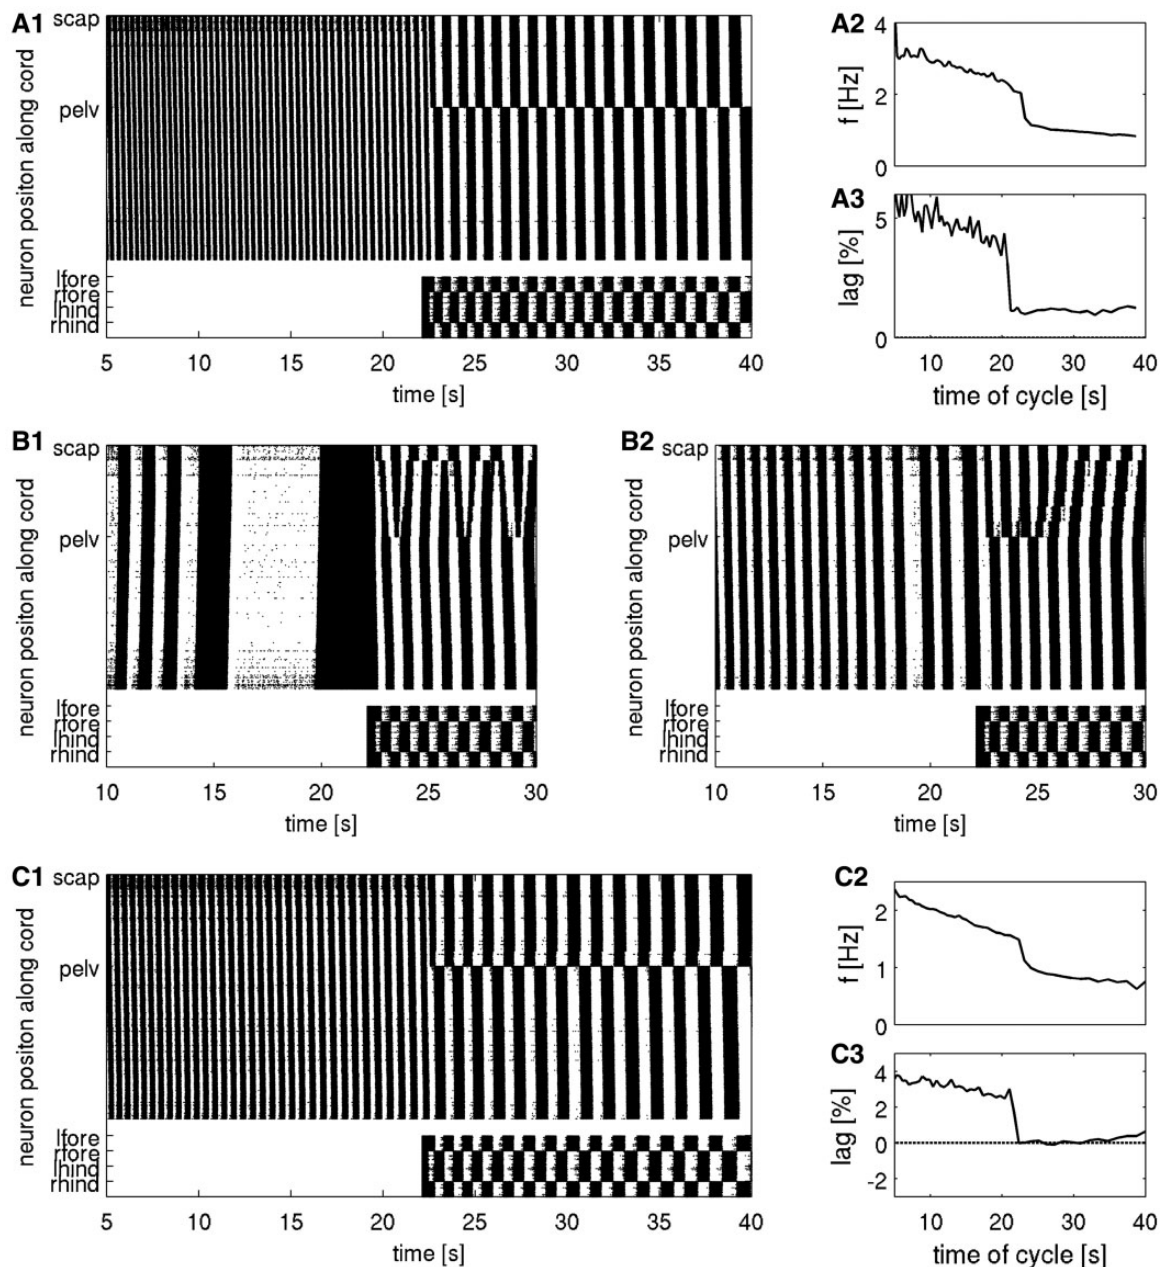 A1
scap
pelv
neuron positon along cord
lfore
rfore
lhind
rhind
5 10 15 20 25 30 35 40
time [s]
A2
4
2
0
f [Hz]
A3
5
0
lag [%]
10 20 30 40
time of cycle [s]
B1
scap
pelv
neuron positon along cord
lfore
rfore
lhind
rhind
10 15 20 25 30
time [s]
B2
scap
pelv
neuron positon along cord
lfore
rfore
lhind
rhind
10 15 20 25 30
time [s]
C1
scap
pelv
neuron positon along cord
lfore
rfore
lhind
rhind
5 10 15 20 25 30 35 40
time [s]
C2
2
1
0
f [Hz]
C3
4
2
0
-2
lag [%]
10 20 30 40
time of cycle [s]